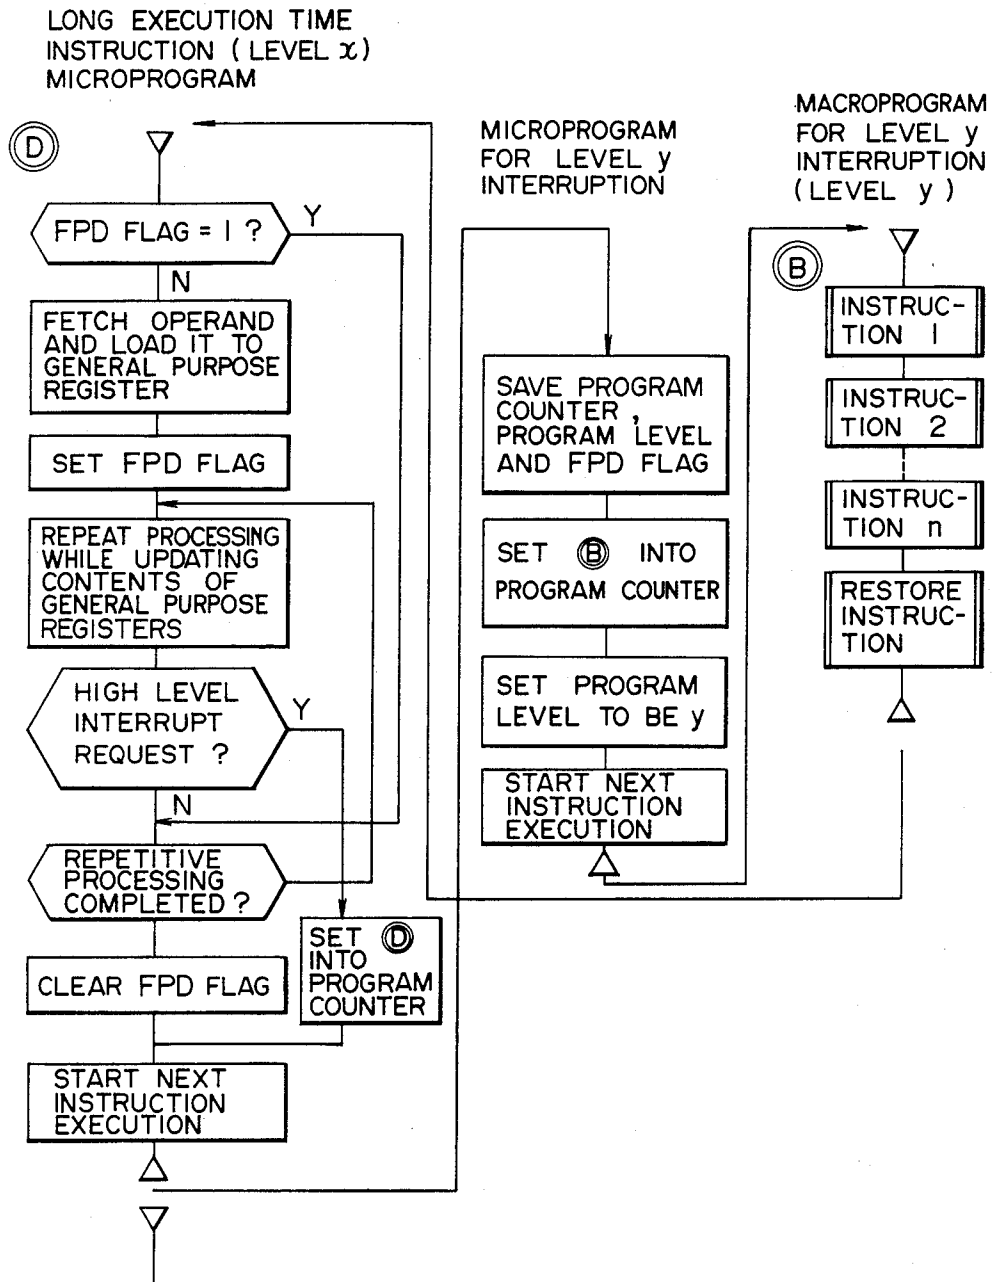 LONG EXECUTION TIME
INSTRUCTION (LEVEL x)
MICROPROGRAM
D
FPD FLAG = 1 ?
Y
N
FETCH OPERAND
AND LOAD IT TO
GENERAL PURPOSE
REGISTER
SET FPD FLAG
REPEAT PROCESSING
WHILE UPDATING
CONTENTS OF
GENERAL PURPOSE
REGISTERS
HIGH LEVEL
INTERRUPT
REQUEST ?
Y
N
REPETITIVE
PROCESSING
COMPLETED ?
CLEAR FPD FLAG
SET D
INTO
PROGRAM
COUNTER
START NEXT
INSTRUCTION
EXECUTION
MICROPROGRAM
FOR LEVEL y
INTERRUPTION
SAVE PROGRAM
COUNTER ,
PROGRAM LEVEL
AND FPD FLAG
SET B INTO
PROGRAM COUNTER
SET PROGRAM
LEVEL TO BE y
START NEXT
INSTRUCTION
EXECUTION
MACROPROGRAM
FOR LEVEL y
INTERRUPTION
(LEVEL y)
B
INSTRUC-
TION 1
INSTRUC-
TION 2
INSTRUC-
TION n
RESTORE
INSTRUC-
TION